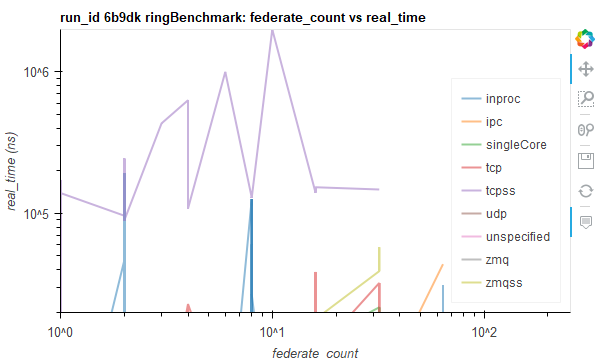 run_id 6b9dk ringBenchmark: federate_count vs real_time
real_time (ns)
10^6
10^5
inproc
ipc
singleCore
tcp
tcpss
udp
unspecified
zmq
zmqss
10^0
10^1
10^2
federate_count